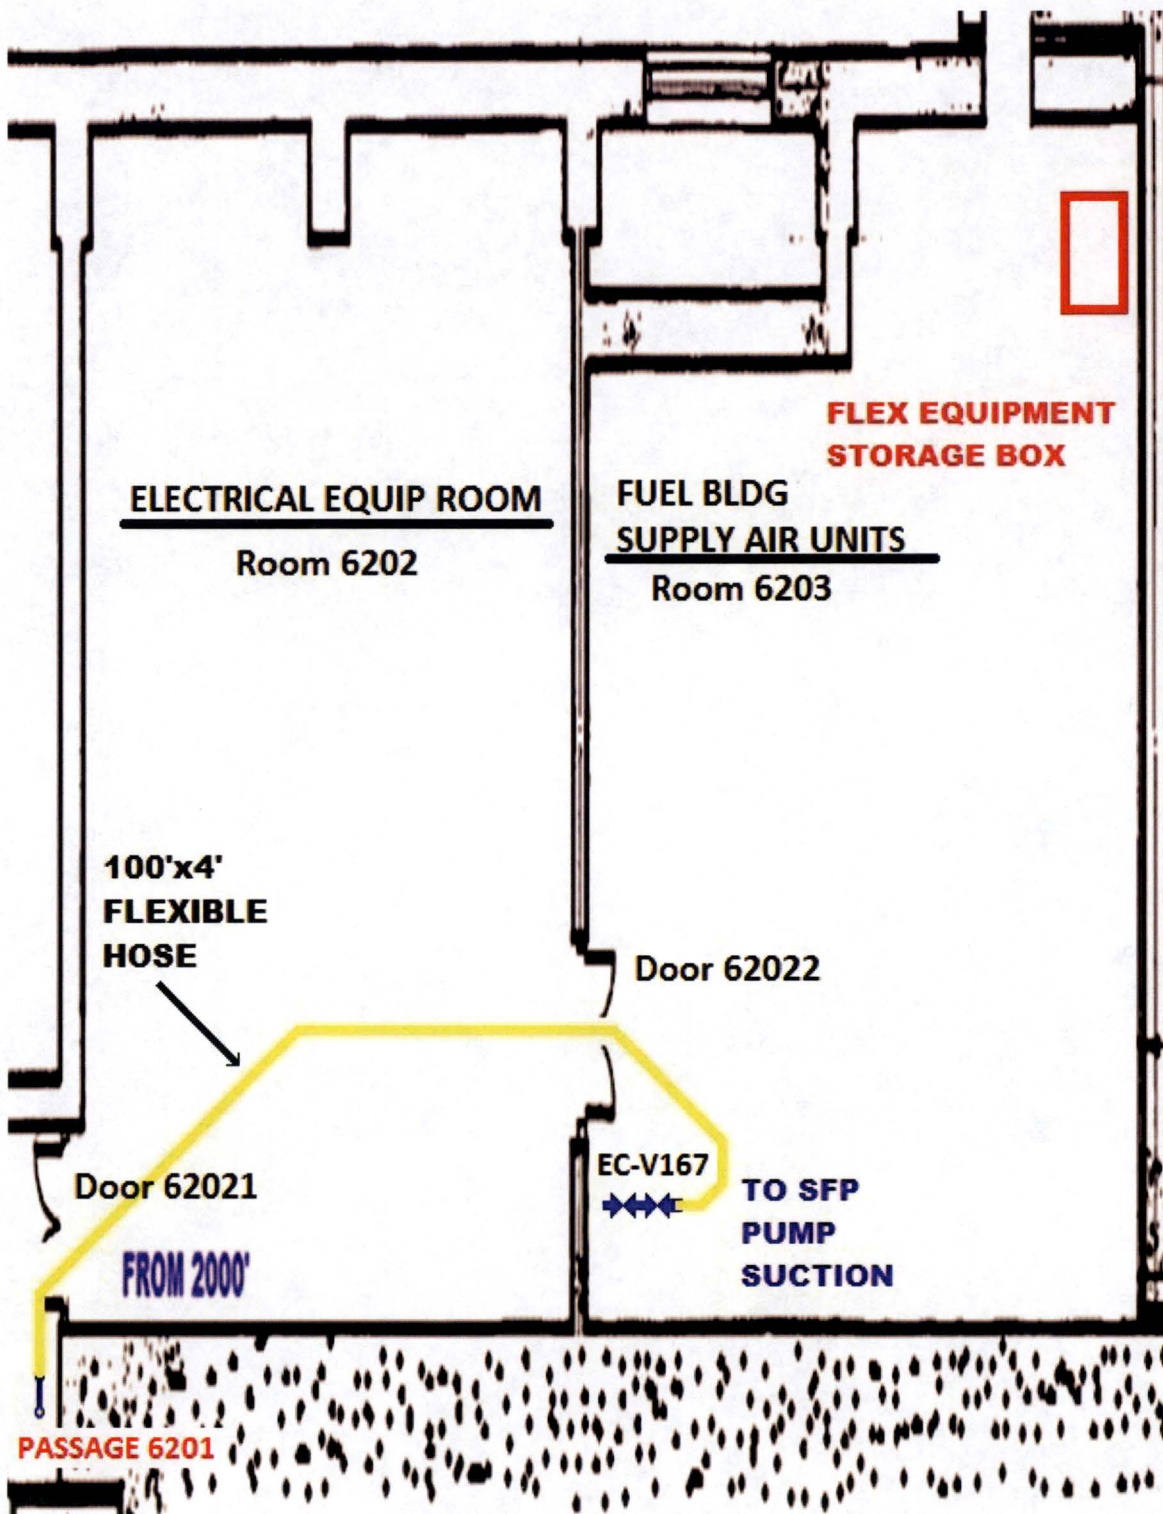 FLEX EQUIPMENT
STORAGE BOX
ELECTRICAL EQUIP ROOM
Room 6202
FUEL BLDG
SUPPLY AIR UNITS
Room 6203
100'x4'
FLEXIBLE
HOSE
Door 62022
Door 62021
EC-V167
TO SFP
PUMP
SUCTION
FROM 2000'
PASSAGE 6201